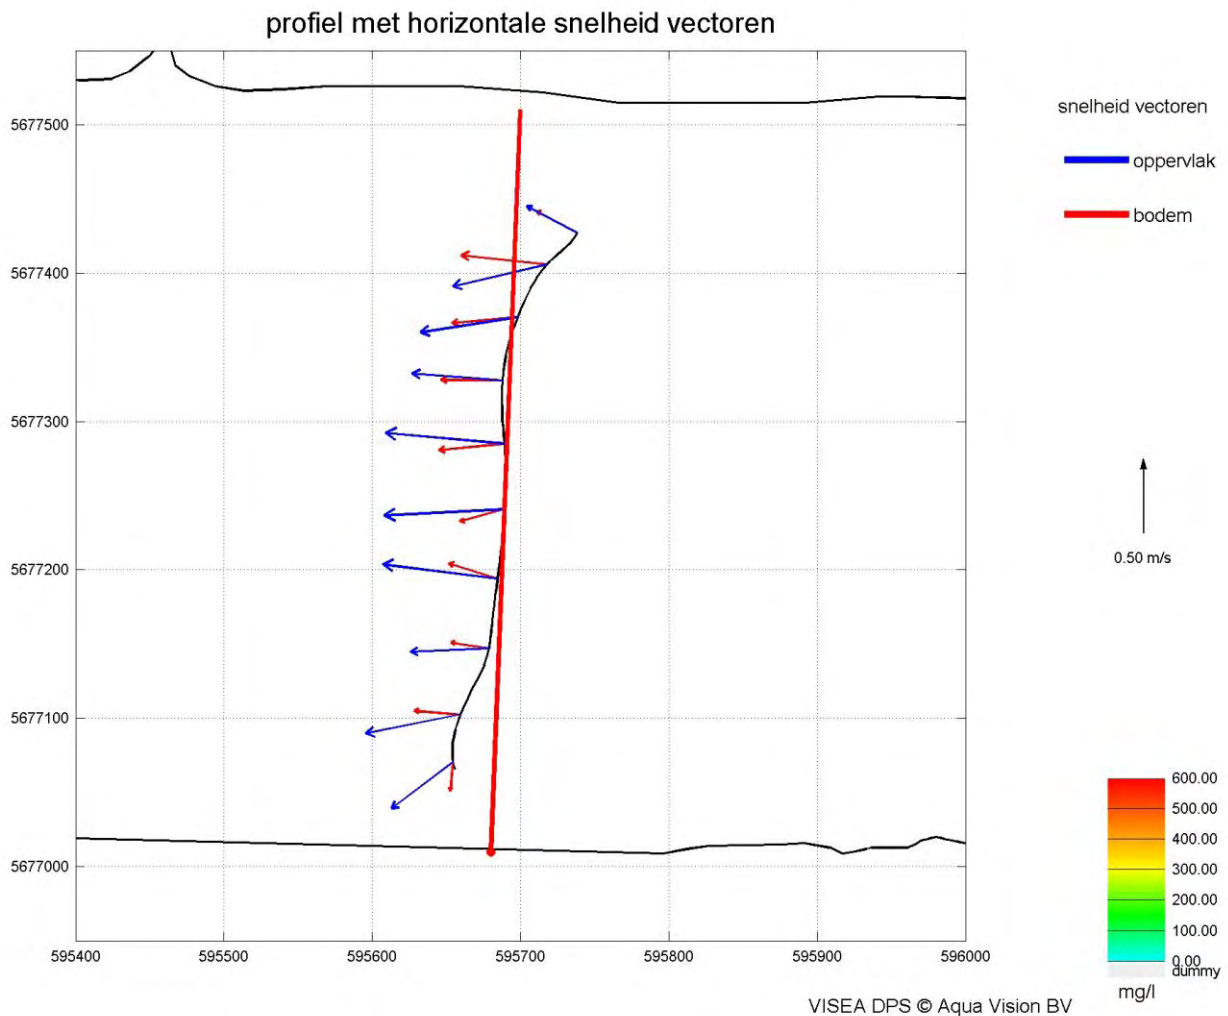 profiel met horizontale snelheid vectoren
snelheid vectoren
oppervlak
bodem
5677500
5677400
5677300
5677200
5677100
5677000
595400
595500
595600
595700
595800
595900
596000
0.50 m/s
600.00
500.00
400.00
300.00
200.00
100.00
0.00
dummy
mg/l
VISEA DPS © Aqua Vision BV